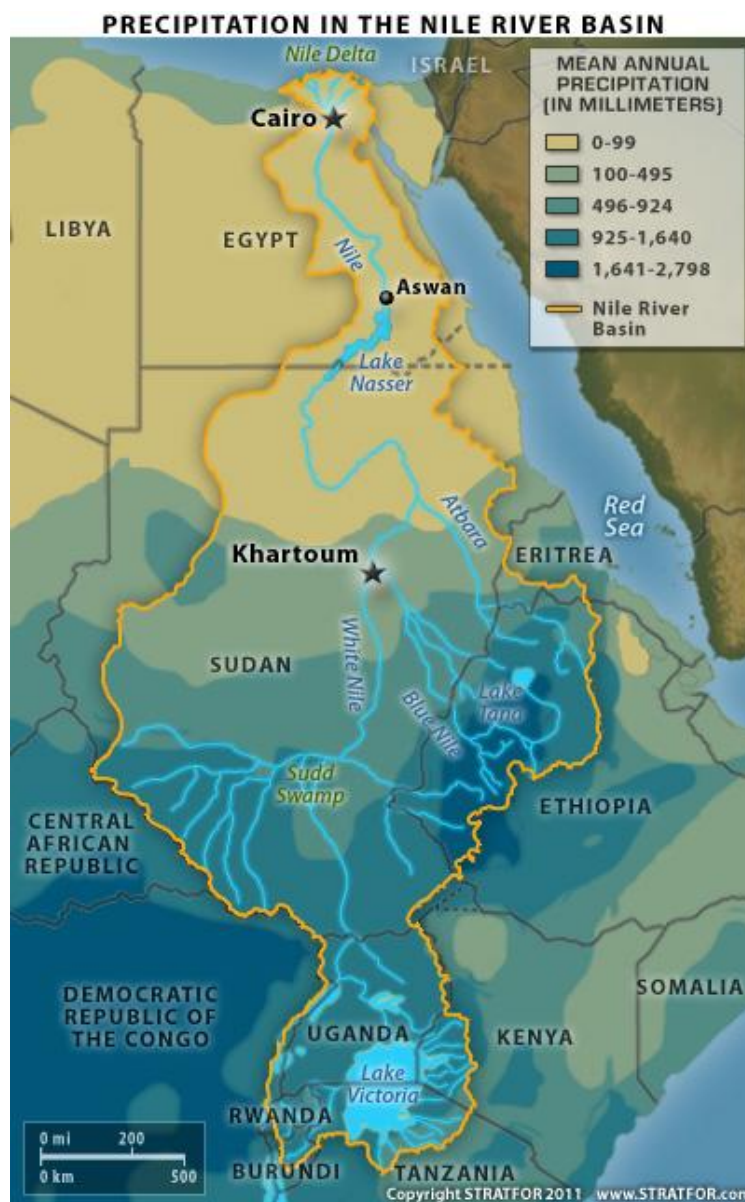 PRECIPITATION IN THE NILE RIVER BASIN
Nile Delta
ISRAEL
MEAN ANNUAL
PRECIPITATION
(IN MILLIMETERS)
0-99
100-495
496-924
925-1,640
1,641-2,798
Nile River
Basin
Cairo
LIBYA
EGYPT
Nile
Aswan
Lake
Nasser
Atbara
Red
Sea
Khartoum
ERITREA
White Nile
SUDAN
Blue Nile
Lake
Tana
Sudd
Swamp
ETHIOPIA
CENTRAL
AFRICAN
REPUBLIC
DEMOCRATIC
REPUBLIC OF
THE CONGO
SOMALIA
UGANDA
KENYA
Lake
Victoria
RWANDA
BURUNDI
TANZANIA
0 mi 200
0 km 500
Copyright STRATFOR 2011 www.STRATFOR.com